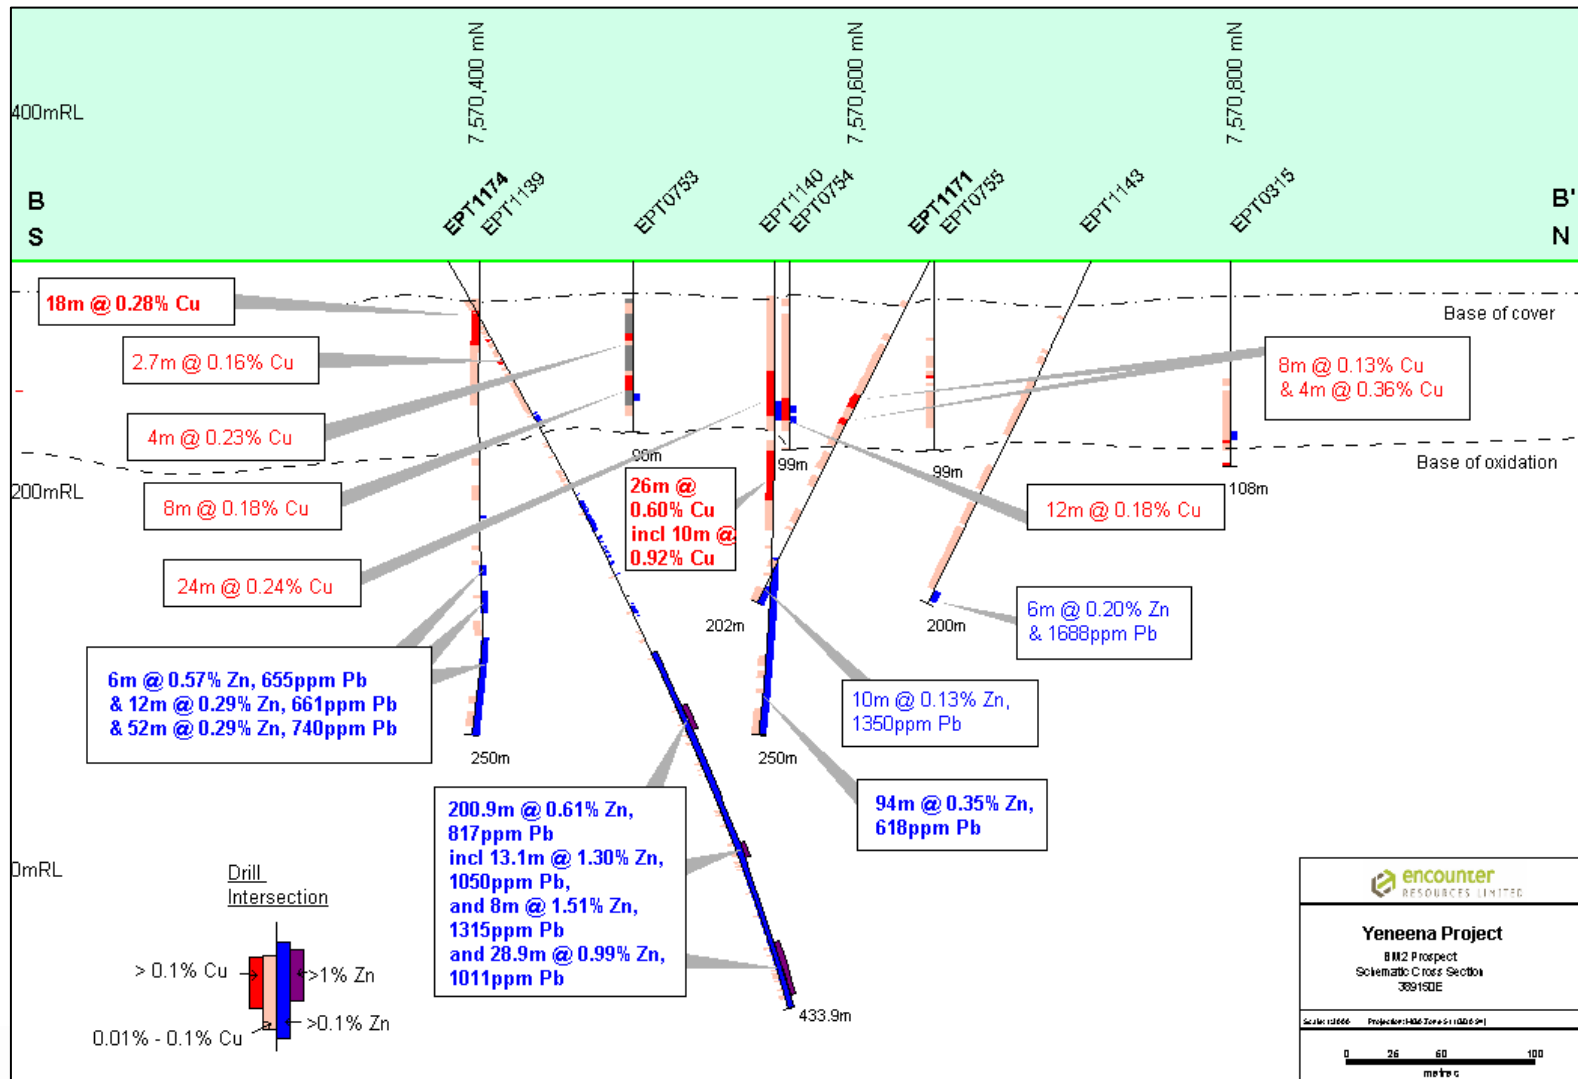 7,570,400 mN
7,570,600 mN
7,570,800 mN
400mRL
B
S
EPT1174
EPT1139
EPT0753
EPT1140
EPT0754
EPT1171
EPT0755
EPT1143
EPT0315
B'
N
18m @ 0.28% Cu
Base of cover
2.7m @ 0.16% Cu
8m @ 0.13% Cu
& 4m @ 0.36% Cu
4m @ 0.23% Cu
99m
99m
Base of oxidation
200mRL
108m
8m @ 0.18% Cu
26m @
0.60% Cu
incl 10m @
0.92% Cu
12m @ 0.18% Cu
24m @ 0.24% Cu
202m
200m
6m @ 0.20% Zn
& 1688ppm Pb
6m @ 0.57% Zn, 655ppm Pb
& 12m @ 0.29% Zn, 661ppm Pb
& 52m @ 0.29% Zn, 740ppm Pb
10m @ 0.13% Zn,
1350ppm Pb
250m
250m
94m @ 0.35% Zn,
618ppm Pb
200.9m @ 0.61% Zn,
817ppm Pb
incl 13.1m @ 1.30% Zn,
1050ppm Pb,
and 8m @ 1.51% Zn,
1315ppm Pb
and 28.9m @ 0.99% Zn,
1011ppm Pb
433.9m
0mRL
Drill
Intersection
> 0.1% Cu
>1% Zn
0.01% - 0.1% Cu
>0.1% Zn
encounter
RESOURCES LIMITED
Yeneena Project
BM2 Prospect
Schematic Cross Section
0
100
metres